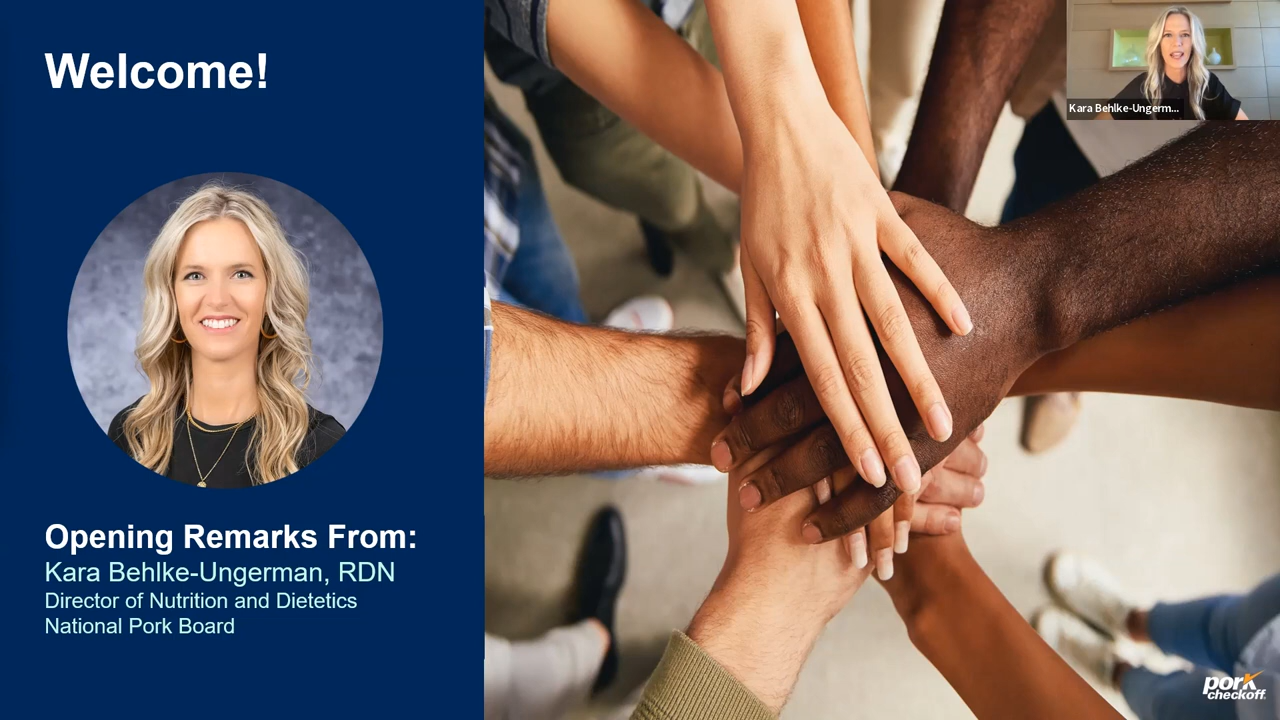 Welcome!
Kara Behlke-Ungerm...
Opening Remarks From:
Kara Behlke-Ungerman, RDN
Director of Nutrition and Dietetics
National Pork Board
pork
checkoff